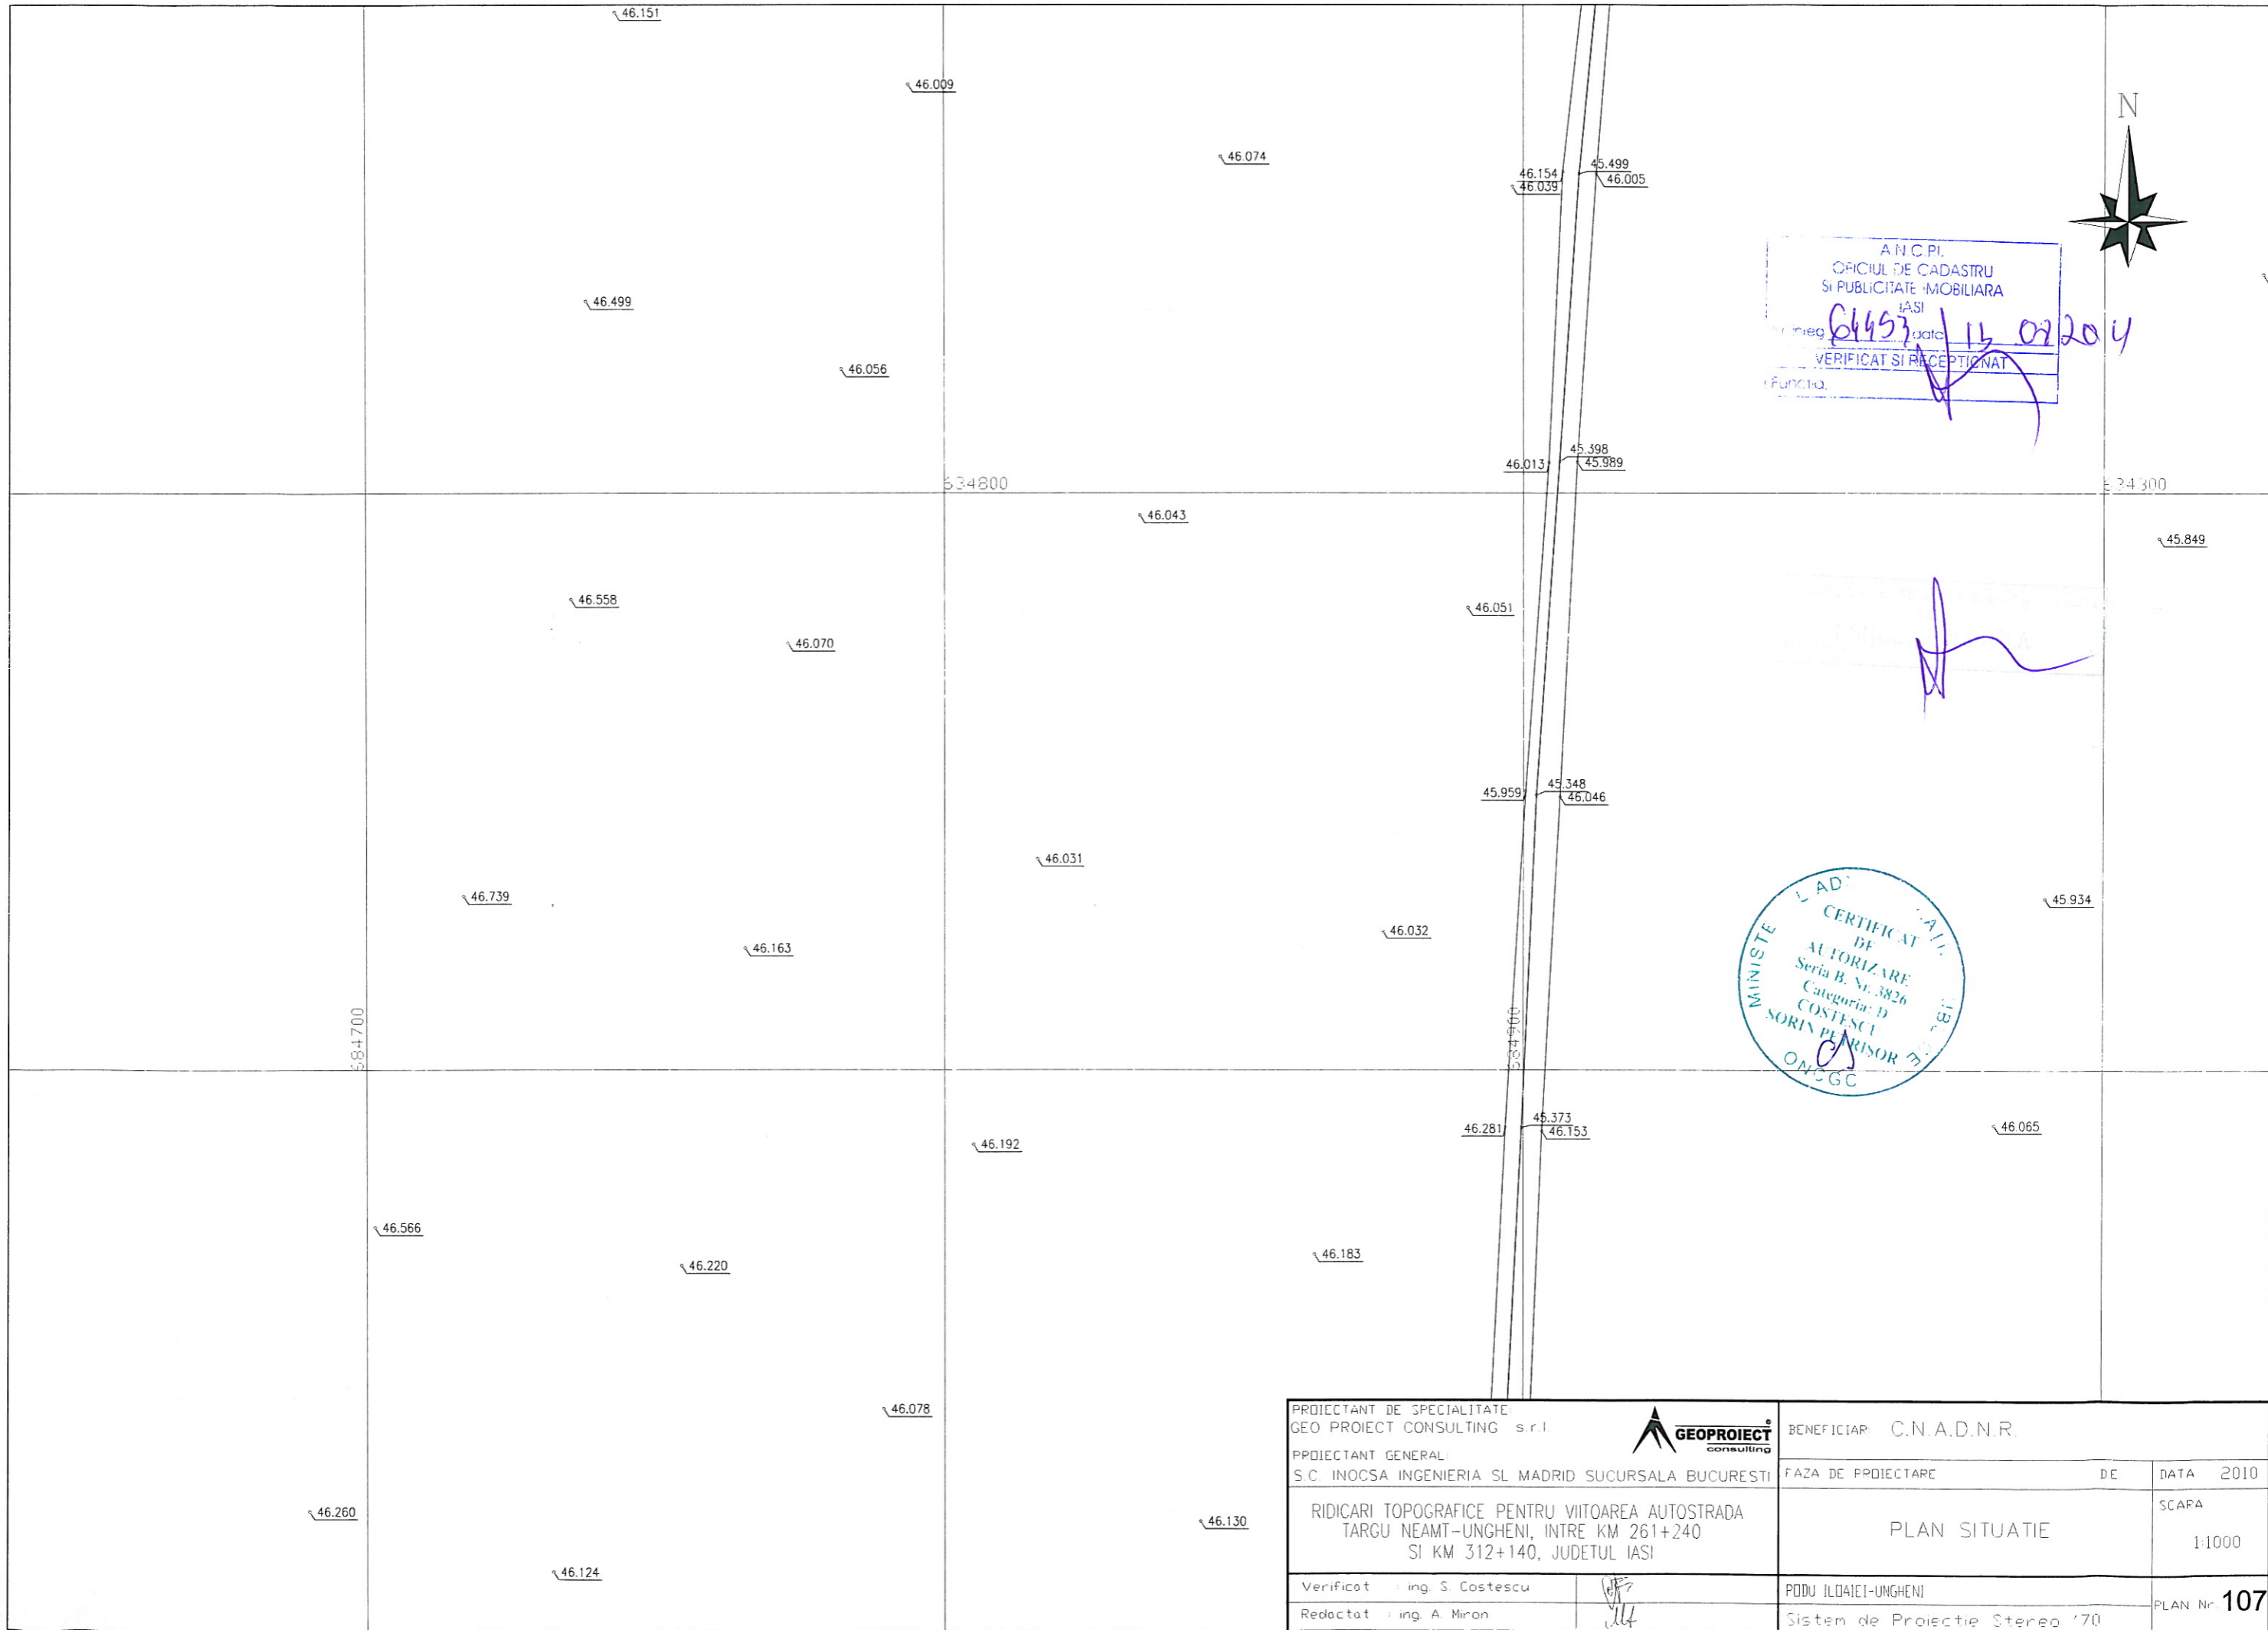 46.151
46.009
46.074
46.154
45.499
46.039
46.005
N
A.N.C.P.I.
OFICIUL DE CADASTRU
SI PUBLICITATE IMOBILIARA
IASI
VERIFICAT SI RECEPTIONAT
Functia
46.499
46.056
46.013
45.398
45.989
634800
634300
46.043
45.849
46.558
46.051
46.070
45.959
45.348
46.046
46.031
46.739
46.032
45.934
46.163
CERTIFICAT
DE
AUTORIZARE
Seria B. Nr. 3826
Categoria: D
COSTESCU
SORIN PETRISOR
MINISTE
ONCGC
684700
684900
46.281
45.373
46.153
46.065
46.192
46.566
46.220
46.183
46.078
46.260
46.130
46.124
PROIECTANT DE SPECIALITATE
GEO PROIECT CONSULTING s.r.l.
GEOPROIECT
consulting
PROIECTANT GENERAL:
S.C. INOCSA INGENIERIA SL MADRID SUCURSALA BUCURESTI
BENEFICIAR C.N.A.D.N.R.
FAZA DE PROIECTARE DE
DATA 2010
RIDICARI TOPOGRAFICE PENTRU VIITOAREA AUTOSTRADA
TARGU NEAMT-UNGHENI, INTRE KM 261+240
SI KM 312+140, JUDETUL IASI
PLAN SITUATIE
SCARA
1:1000
Verificat : ing. S. Costescu
Redactat : ing. A. Miron
PODU ILOAIEI-UNGHENI
Sistem de Proiectie Stereo '70
PLAN Nr. 107